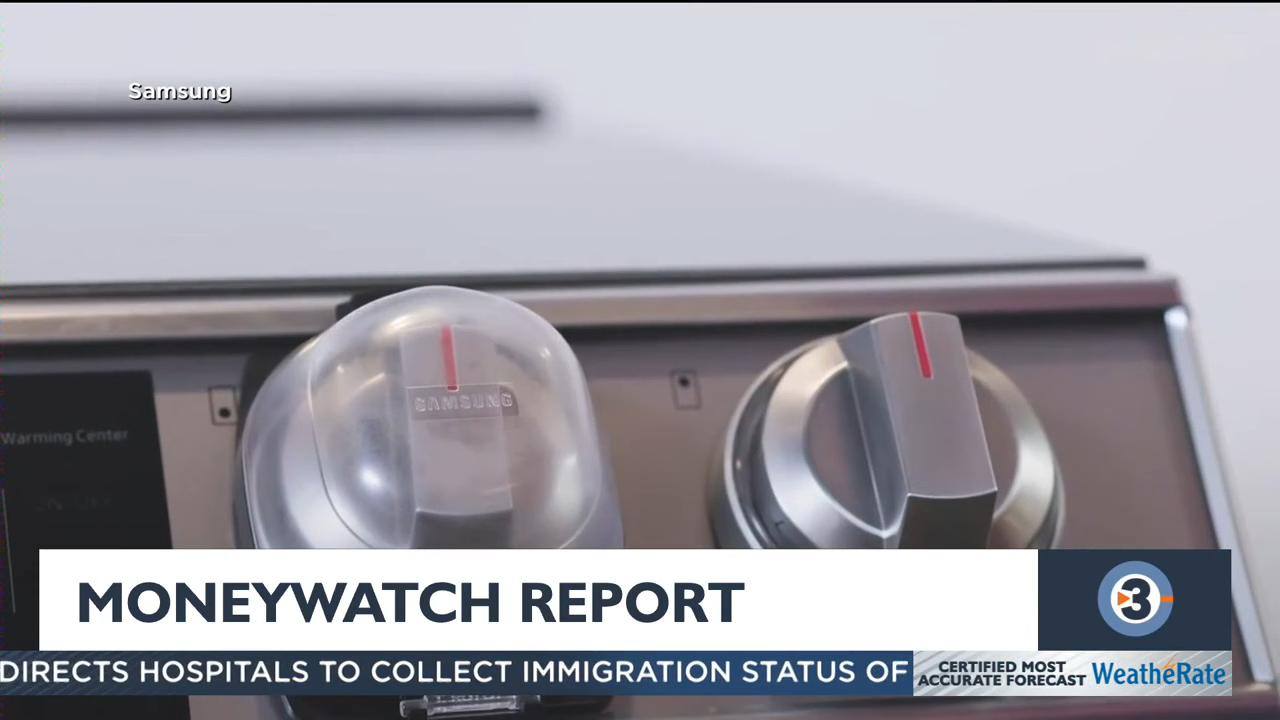 Samsung
SAMSUNG
Warming Center
MONEYWATCH REPORT
3
DIRECTS HOSPITALS TO COLLECT IMMIGRATION STATUS OF
CERTIFIED MOST
ACCURATE FORECAST
WeatheRate